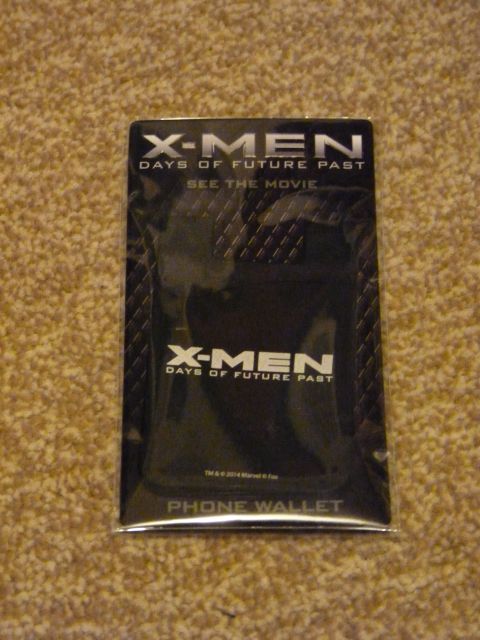 X-MEN
DAYS OF FUTURE PAST
SEE THE MOVIE
X-MEN
DAYS OF FUTURE PAST
TM & © 2014 Marvel & Fox
PHONE WALLET